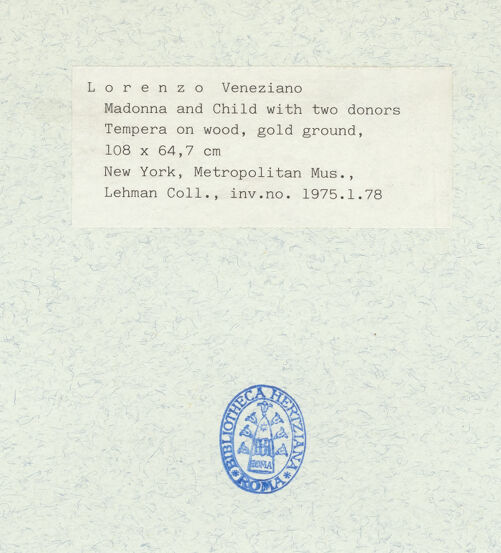 L o r e n z o Veneziano
Madonna and Child with two donors
Tempera on wood, gold ground,
108 x 64,7 cm
New York, Metropolitan Mus.,
Lehman Coll., inv.no. 1975.1.78
BIBLIOTHECA HERTZIANA
ROMA
ROMA